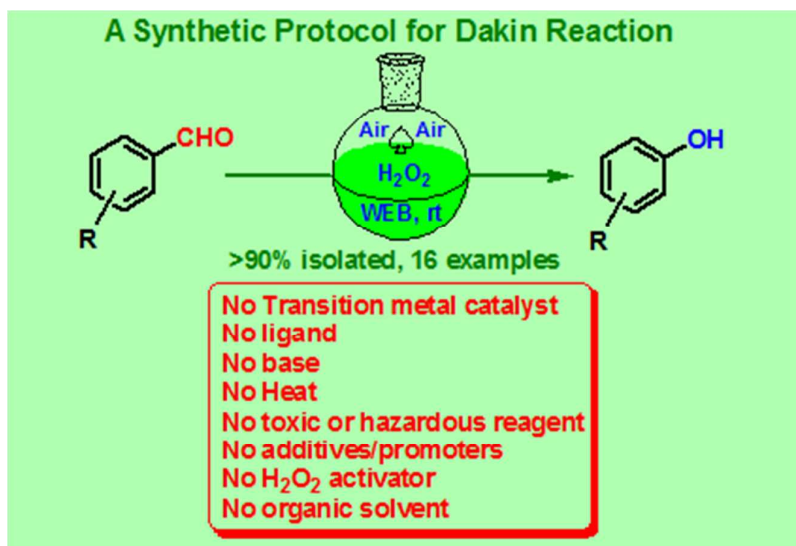 A Synthetic Protocol for Dakin Reaction
CHO
R
Air Air
H₂O₂
WEB, rt
OH
R
>90% isolated, 16 examples
No Transition metal catalyst
No ligand
No base
No Heat
No toxic or hazardous reagent
No additives/promoters
No H₂O₂ activator
No organic solvent